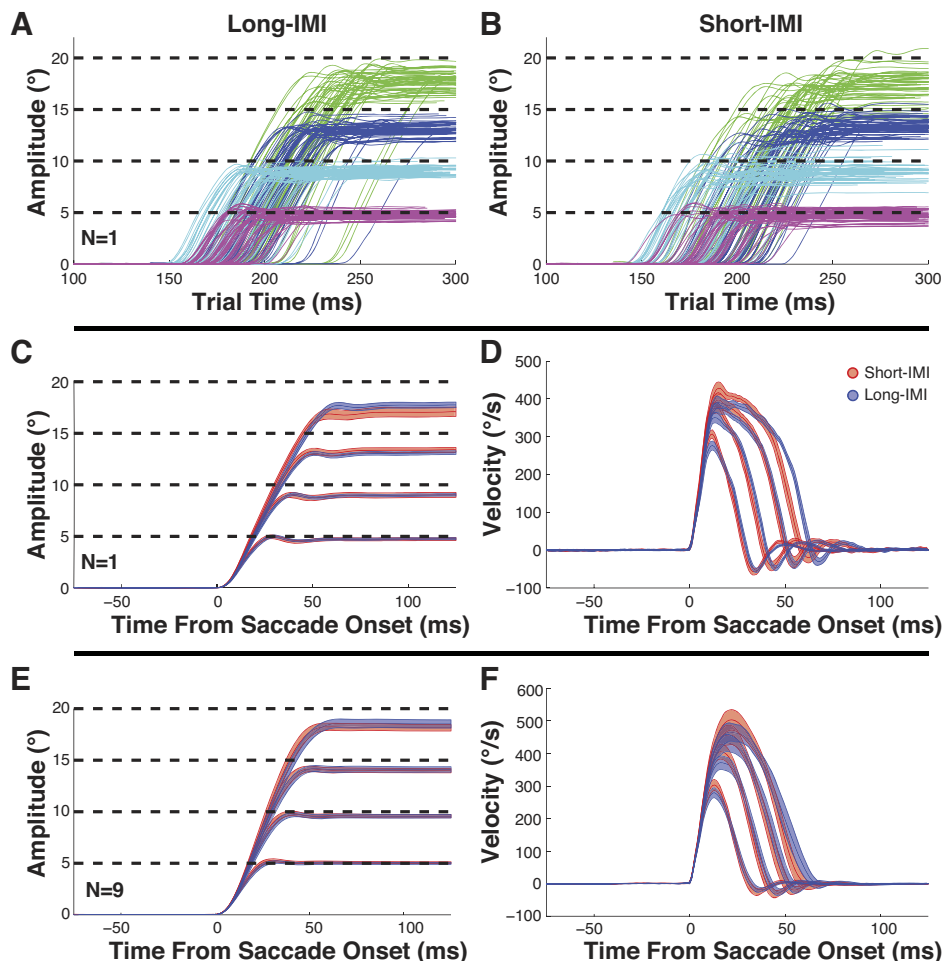 A
Long-IMI
B
Short-IMI
Amplitude (°)
20
15
10
5
0
N=1
100
150
200
250
300
Trial Time (ms)
Amplitude (°)
20
15
10
5
0
100
150
200
250
300
Trial Time (ms)
C
Amplitude (°)
20
15
10
5
0
N=1
−50
0
50
100
Time From Saccade Onset (ms)
D
Velocity (°/s)
500
400
300
200
100
0
−100
Short-IMI
Long-IMI
−50
0
50
100
Time From Saccade Onset (ms)
E
Amplitude (°)
20
15
10
5
0
N=9
−50
0
50
100
Time From Saccade Onset (ms)
F
Velocity (°/s)
600
500
400
300
200
100
0
−100
−50
0
50
100
Time From Saccade Onset (ms)